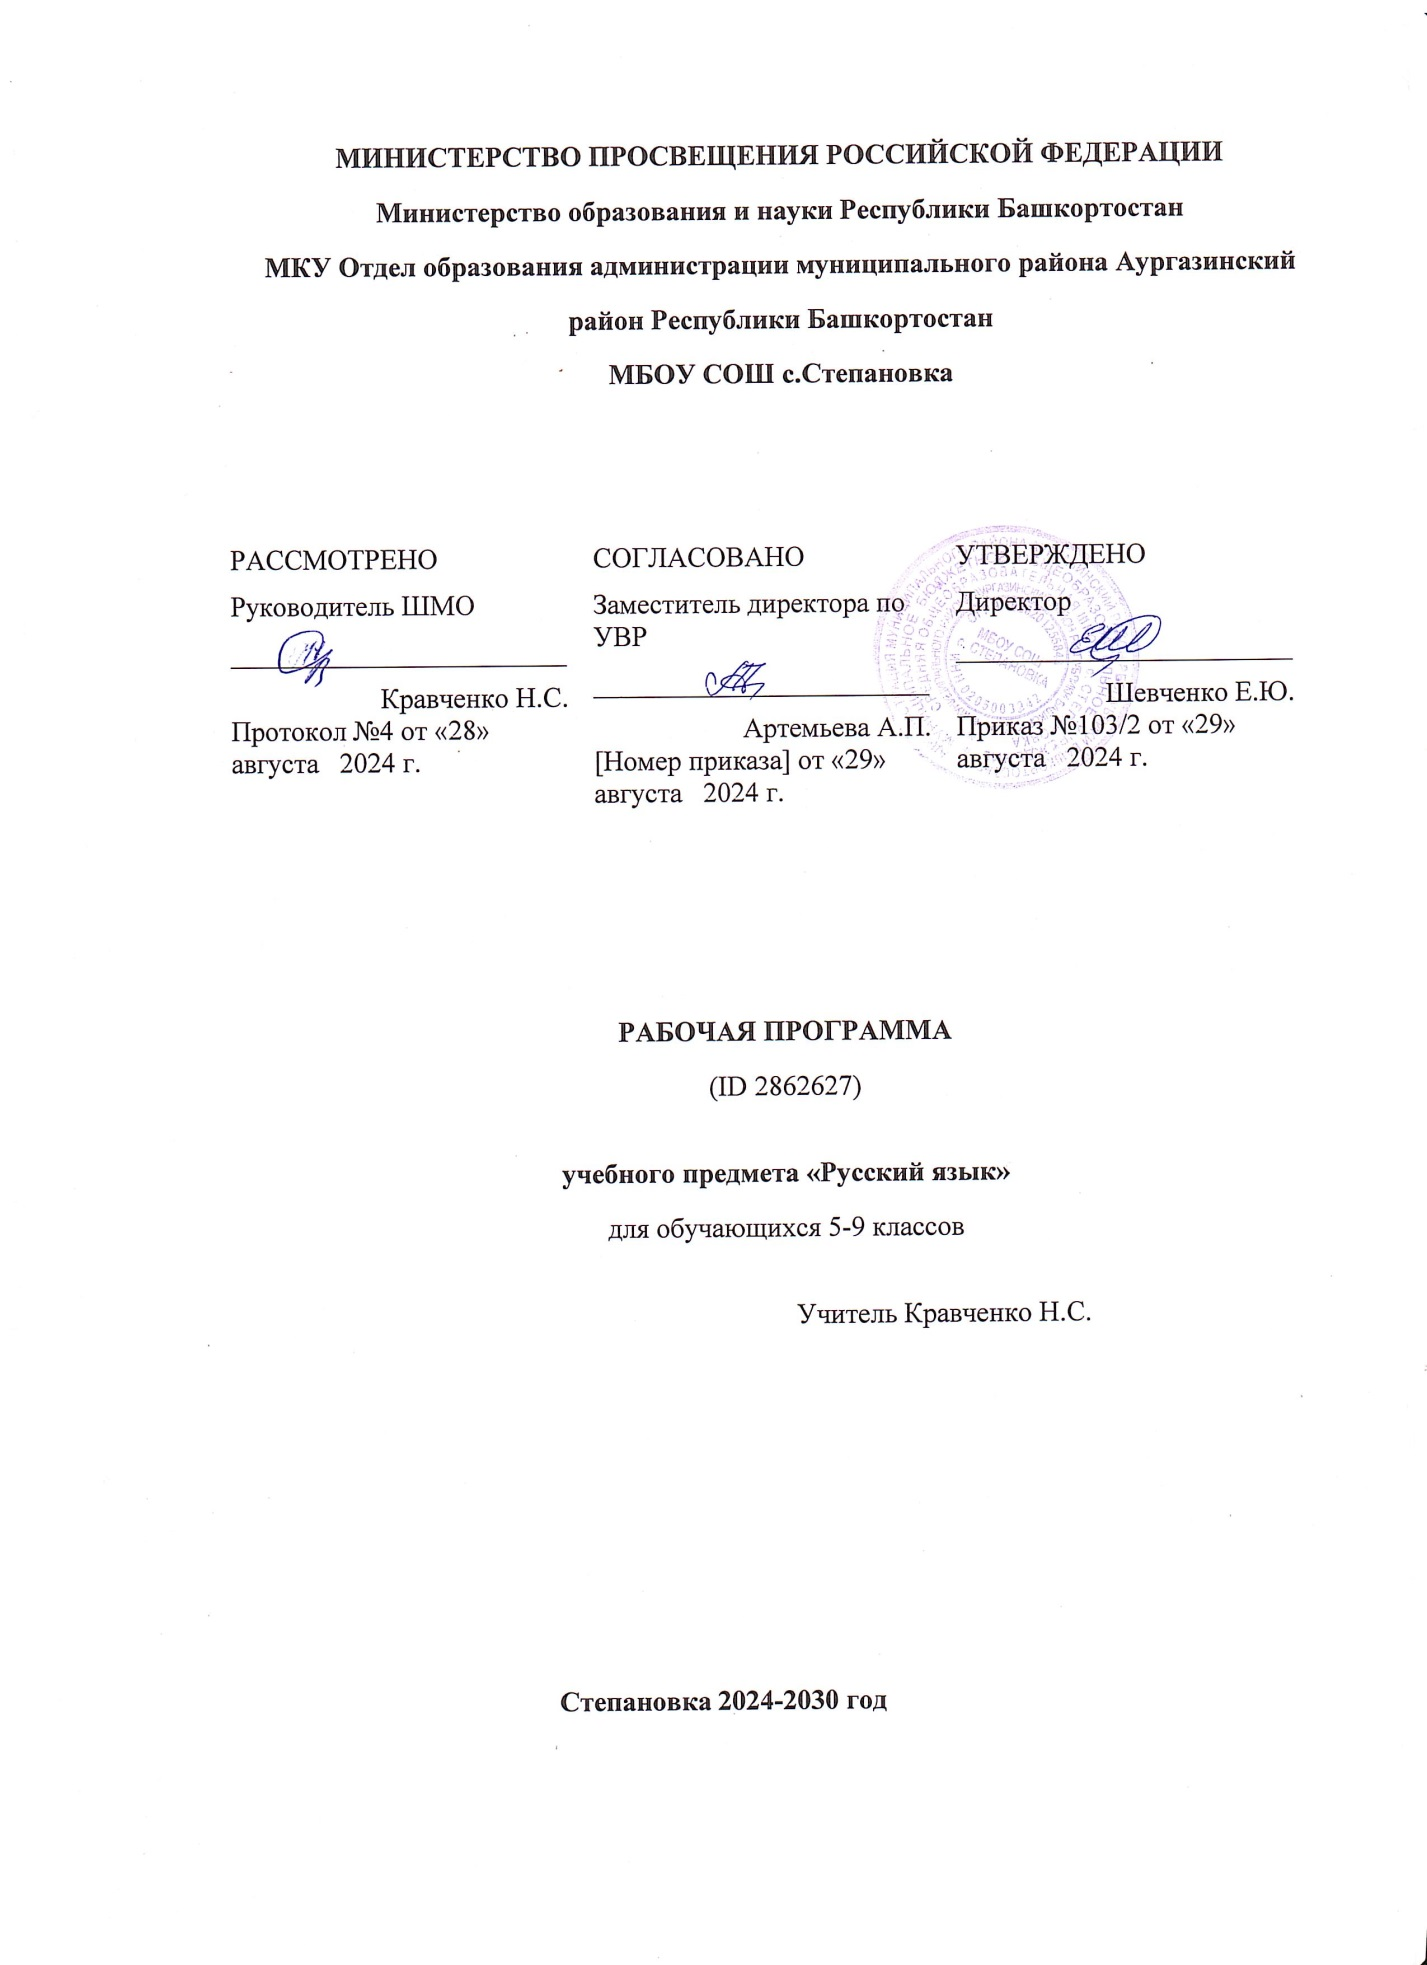 МИНИСТЕРСТВО ПРОСВЕЩЕНИЯ РОССИЙСКОЙ ФЕДЕРАЦИИ
Министерство образования и науки Республики Башкортостан
МКУ Отдел образования администрации муниципального района Аургазинский
район Республики Башкортостан
МБОУ СОШ с.Степановка
РАССМОТРЕНО
Руководитель ШМО
Кравченко Н.С.
Протокол №4 от «28»
августа 2024 г.
СОГЛАСОВАНО
Заместитель директора по
УВР
Артемьева А.П.
[Номер приказа] от «29»
августа 2024 г.
УТВЕРЖДЕНО
Директор
Шевченко Е.Ю.
Приказ №103/2 от «29»
августа 2024 г.
МБОУ СОШ
с. СТЕПАНОВКА
РАБОЧАЯ ПРОГРАММА
(ID 2862627)
учебного предмета «Русский язык»
для обучающихся 5-9 классов
Учитель Кравченко Н.С.
Степановка 2024-2030 год